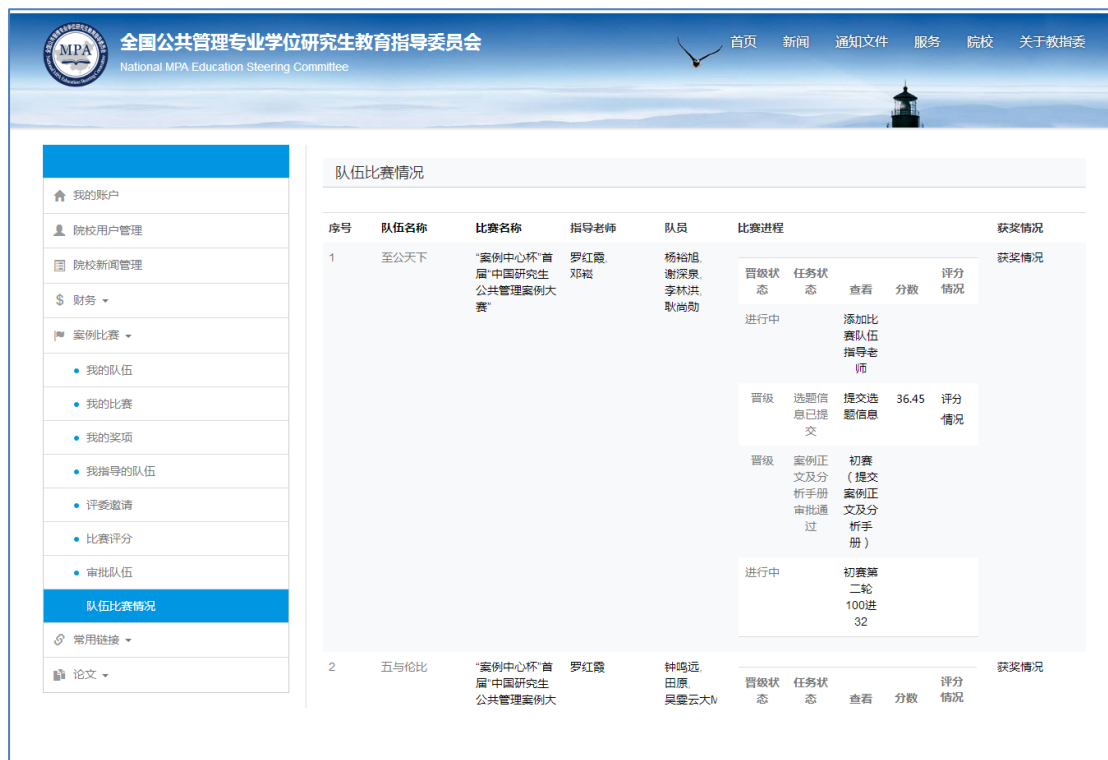 MPA
全国公共管理专业学位研究生教育指导委员会
National MPA Education Steering Committee
首页 新闻 通知文件 服务 院校 关于教指委
我的账户
院校用户管理
院校新闻管理
财务
案例比赛
我的队伍
我的比赛
我的奖项
我指导的队伍
评委邀请
比赛评分
审批队伍
队伍比赛情况
常用链接
论文
队伍比赛情况
序号 队伍名称 比赛名称 指导老师 队员 比赛进程 获奖情况
1 至公天下
“案例中心杯”首
届“中国研究生
公共管理案例大
赛”
罗红霞,
邓崧
杨裕旭,
谢深泉,
李林洪,
耿尚勋
晋级状
态
任务状
态
查看
分数
评分
情况
进行中
添加比
赛队伍
指导老
师
晋级
选题信
息已提
交
提交选
题信息
36.45
评分
情况
晋级
案例正
文及分
析手册
审批通
过
初赛
(提交
案例正
文及分
析手
册)
进行中
初赛第
二轮
100进
32
获奖情况
2 五与伦比
“案例中心杯”首
届“中国研究生
公共管理案例大
罗红霞
钟鸣远,
田原,
吴雯云大M
晋级状
态
任务状
态
查看
分数
评分
情况
获奖情况